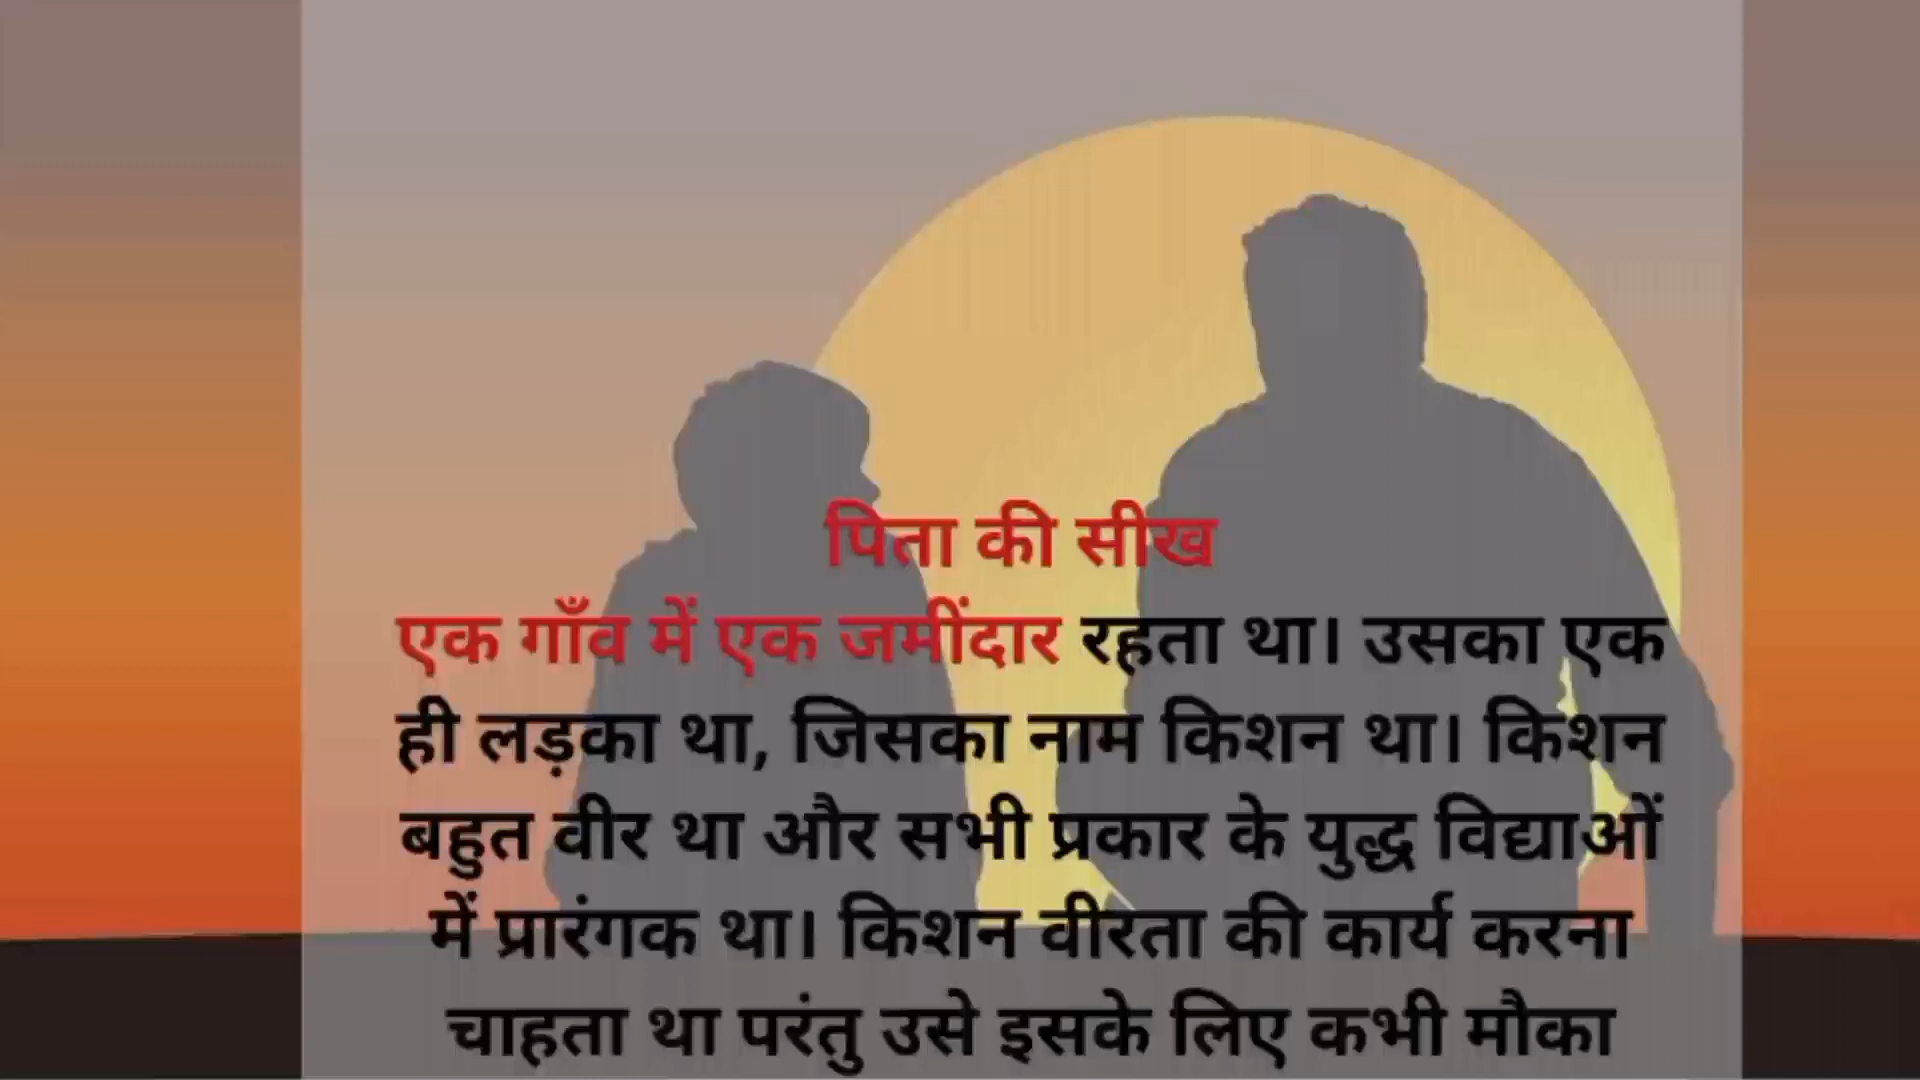 पिता की सीख
एक गाँव में एक जमींदार रहता था। उसका एक
ही लड़का था, जिसका नाम किशन था। किशन
बहुत वीर था और सभी प्रकार के युद्ध विद्याओं
में प्रारंगक था। किशन वीरता की कार्य करना
चाहता था परंतु उसे इसके लिए कभी मौका